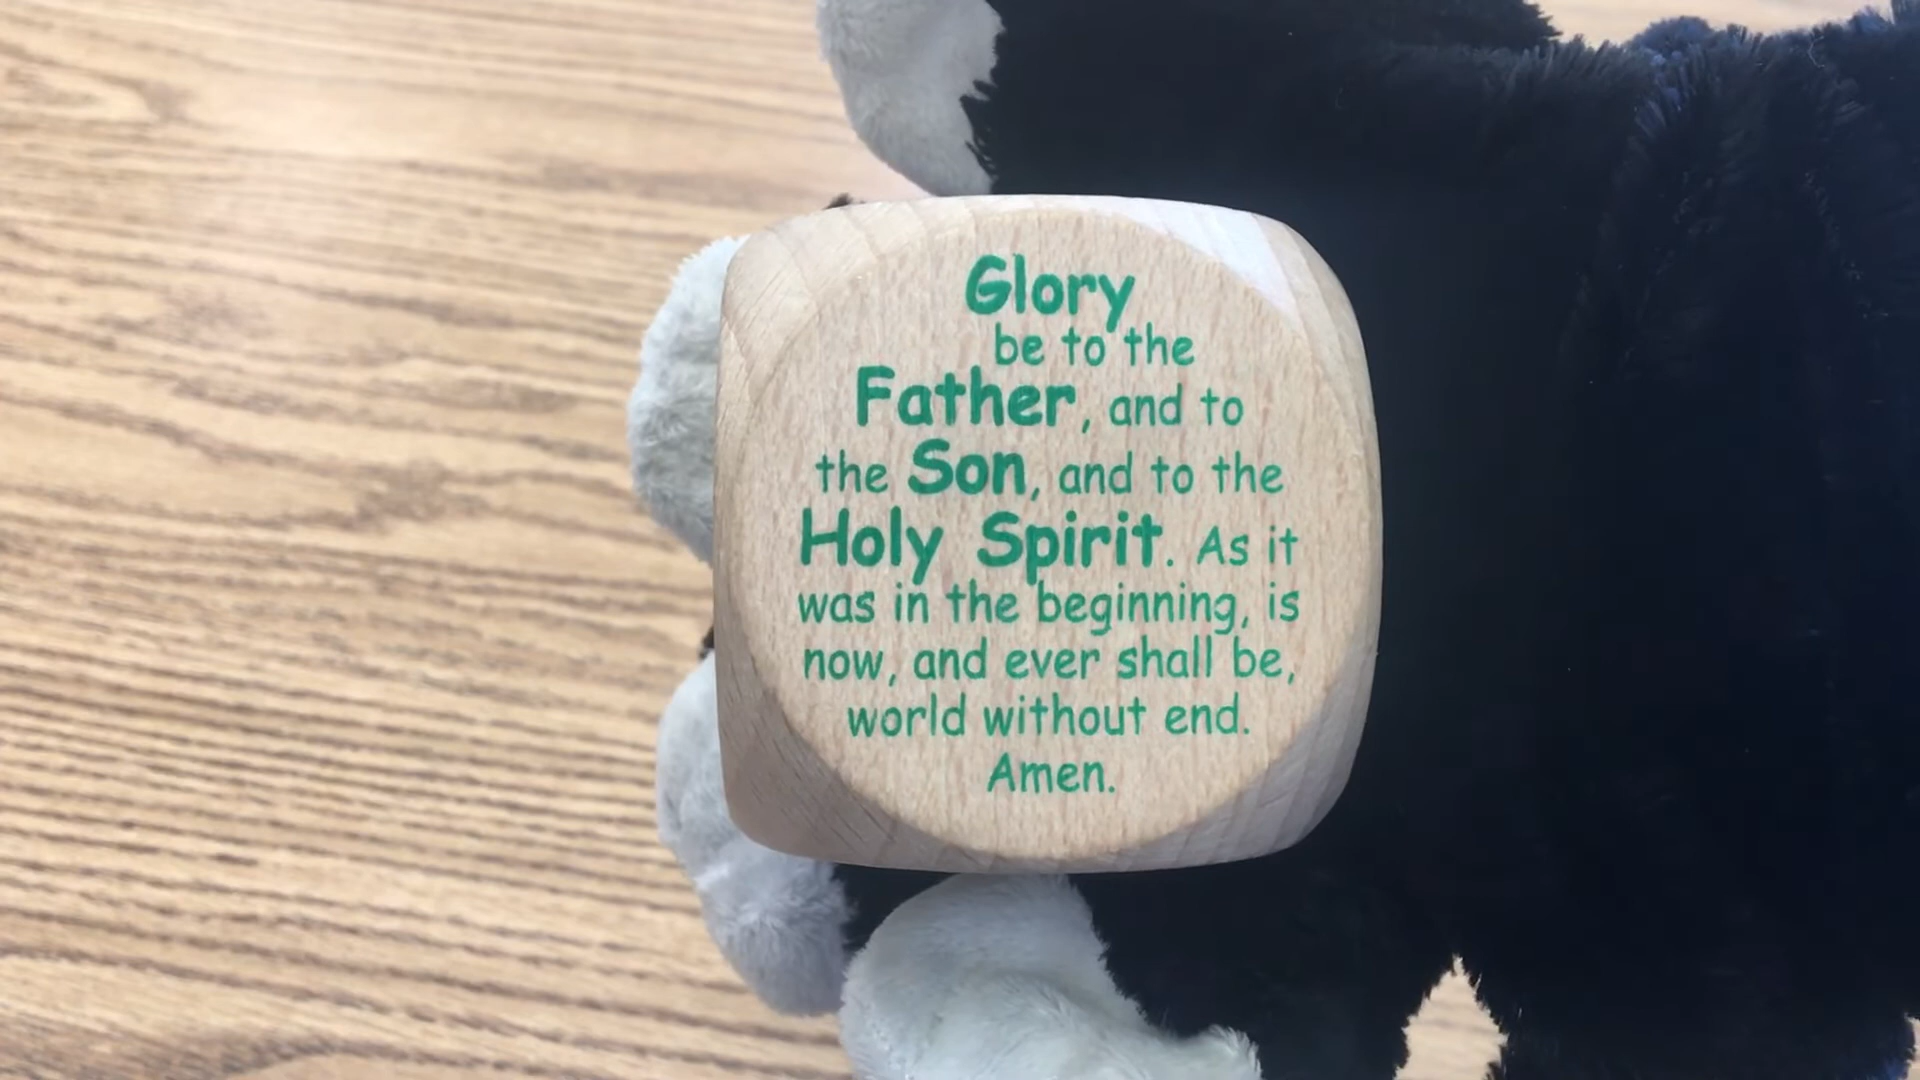 Glory
be to the
Father, and to
the Son, and to the
Holy Spirit. As it
was in the beginning, is
now, and ever shall be,
world without end.
Amen.